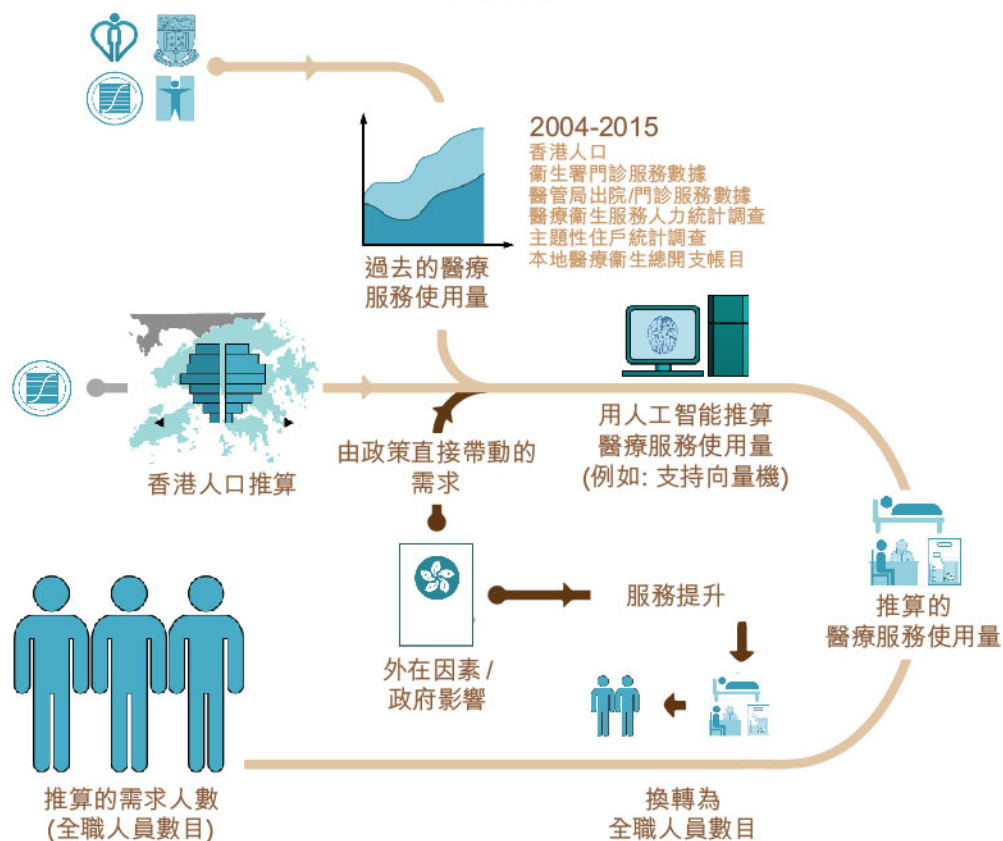 2004-2015
香港人口
衞生署門診服務數據
醫管局出院/門診服務數據
醫療衞生服務人力統計調查
主題性住戶統計調查
本地醫療衞生總開支帳目
過去的醫療
服務使用量
用人工智能推算
醫療服務使用量
(例如: 支持向量機)
由政策直接帶動的
需求
香港人口推算
服務提升
推算的
醫療服務使用量
外在因素 /
政府影響
推算的需求人數
(全職人員數目)
換轉為
全職人員數目